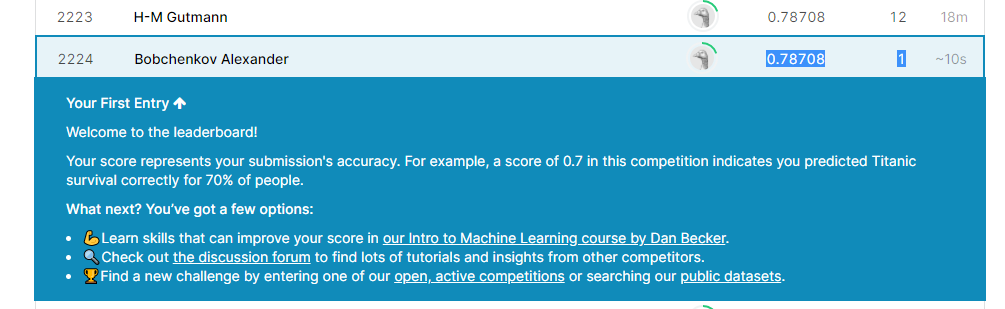 2223 H-M Gutmann 0.78708 12 18m
2224 Bobchenkov Alexander 0.78708 1 ~10s
Your First Entry ↑
Welcome to the leaderboard!
Your score represents your submission's accuracy. For example, a score of 0.7 in this competition indicates you predicted Titanic
survival correctly for 70% of people.
What next? You've got a few options:
• 💪Learn skills that can improve your score in our Intro to Machine Learning course by Dan Becker.
• 🔍Check out the discussion forum to find lots of tutorials and insights from other competitors.
• 🏆Find a new challenge by entering one of our open, active competitions or searching our public datasets.